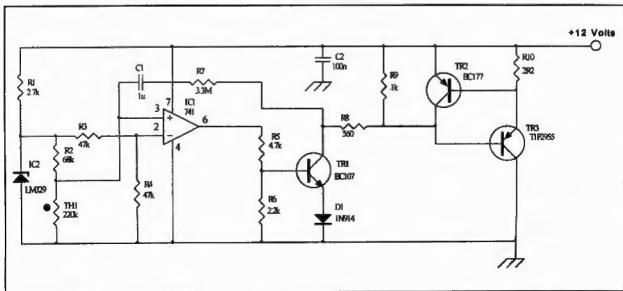 +12 Volts
R1
2.7k
C1
1u
R7
3.3M
C2
100n
R9
1k
TR2
BC177
R10
2R2
IC1
741
7
3
2
6
4
+
−
R3
47k
R2
68k
IC2
LM329
TH1
220k
R4
47k
R5
4.7k
R6
2.2k
TR1
BC107
D1
1N914
R8
560
TR3
TIP2955